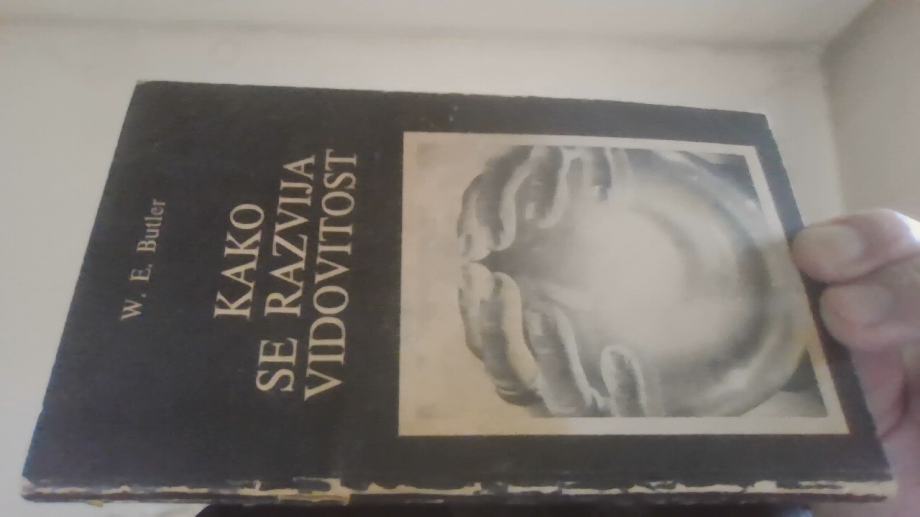 W. E. Butler
KAKO
SE RAZVIJA
VIDOVITOST